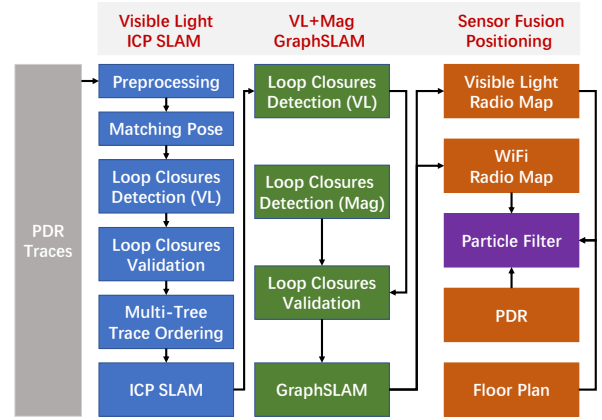 Visible Light
ICP SLAM
VL+Mag
GraphSLAM
Sensor Fusion
Positioning
PDR
Traces
Preprocessing
Matching Pose
Loop Closures
Detection (VL)
Loop Closures
Validation
Multi-Tree
Trace Ordering
ICP SLAM
Loop Closures
Detection (VL)
Loop Closures
Detection (Mag)
Loop Closures
Validation
GraphSLAM
Visible Light
Radio Map
WiFi
Radio Map
Particle Filter
PDR
Floor Plan